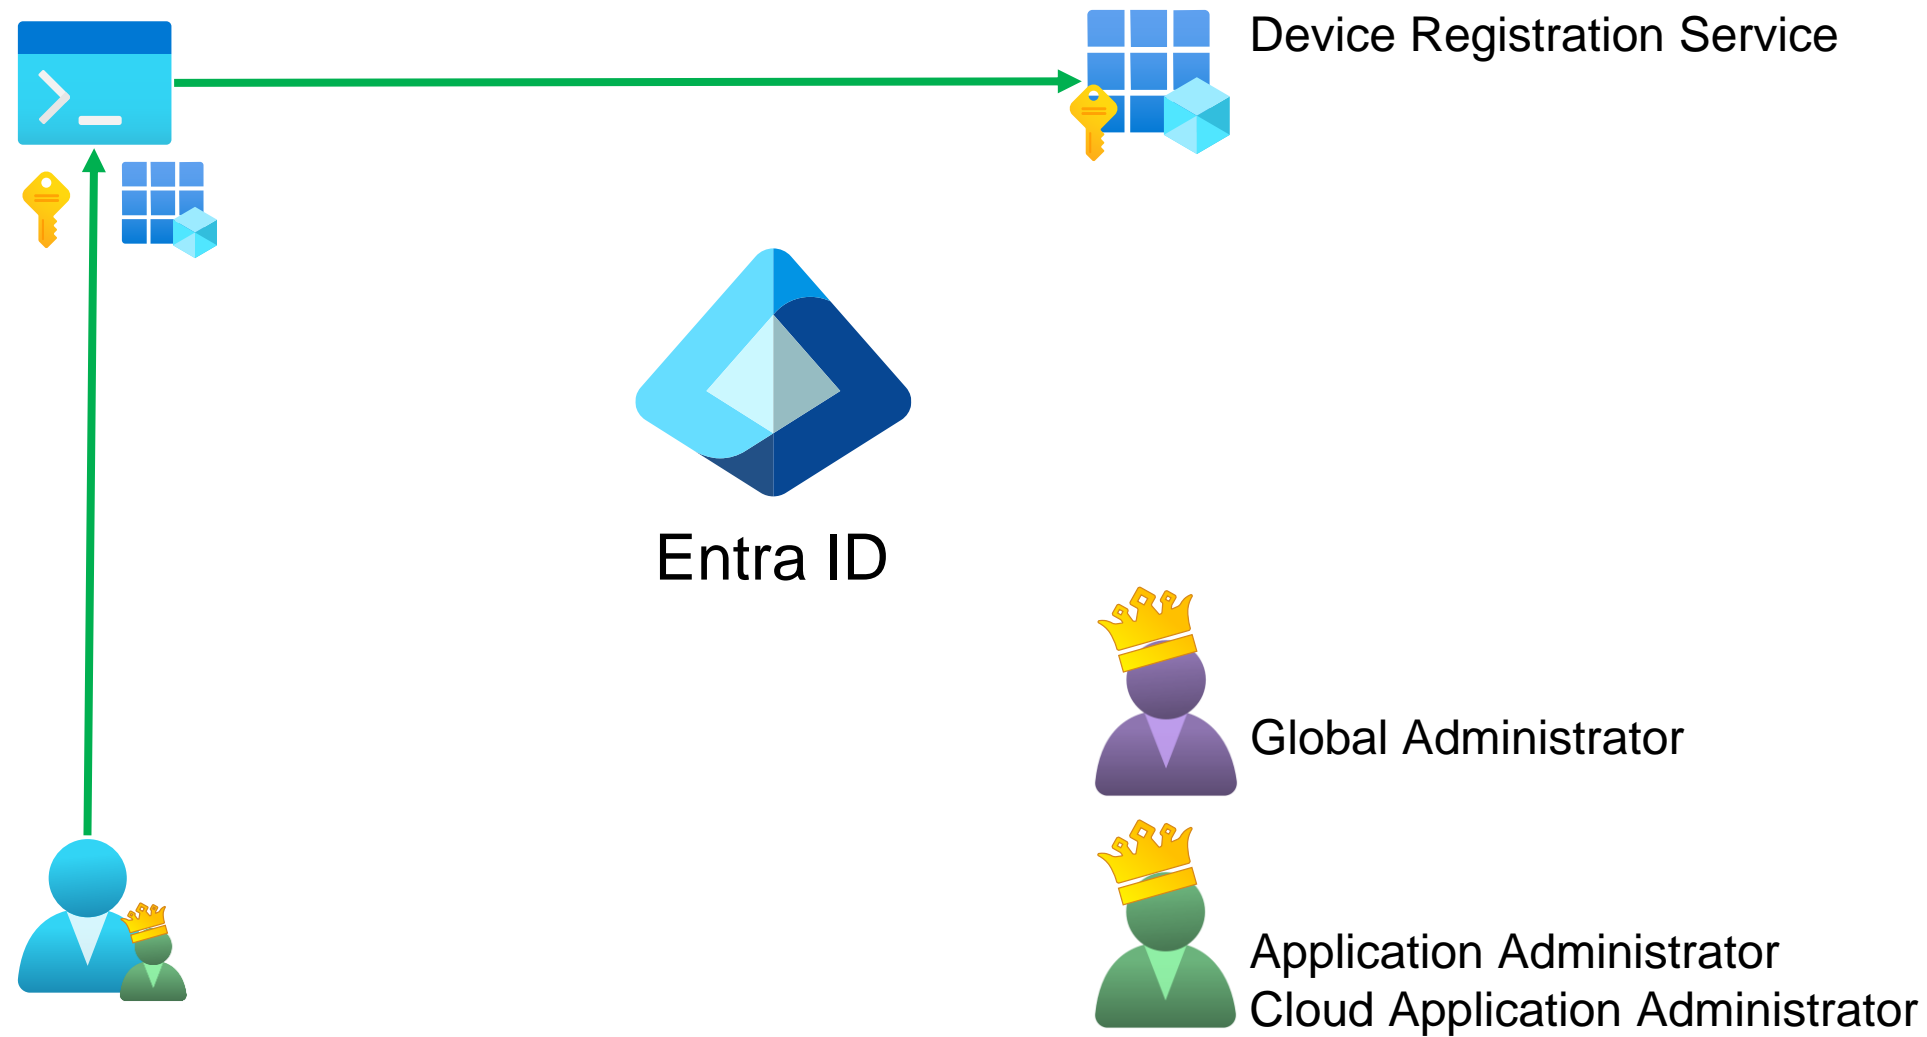 Device Registration Service
Entra ID
Global Administrator
Application Administrator
Cloud Application Administrator